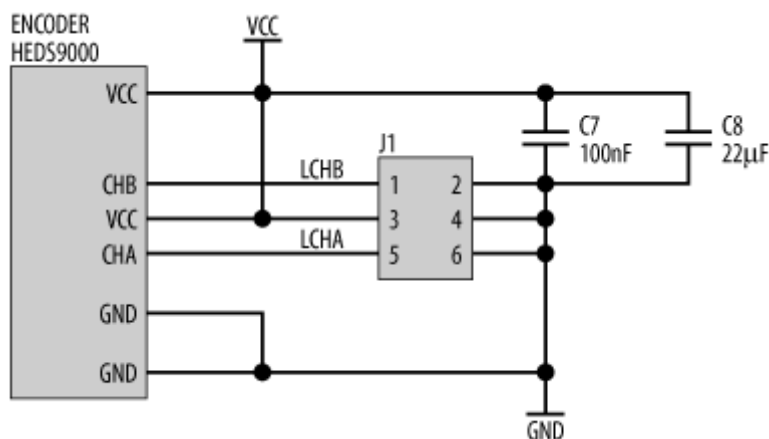 ENCODER
HEDS9000
VCC
VCC
C7
100nF
C8
22µF
J1
CHB
LCHB
1
2
VCC
3
4
CHA
LCHA
5
6
GND
GND
GND